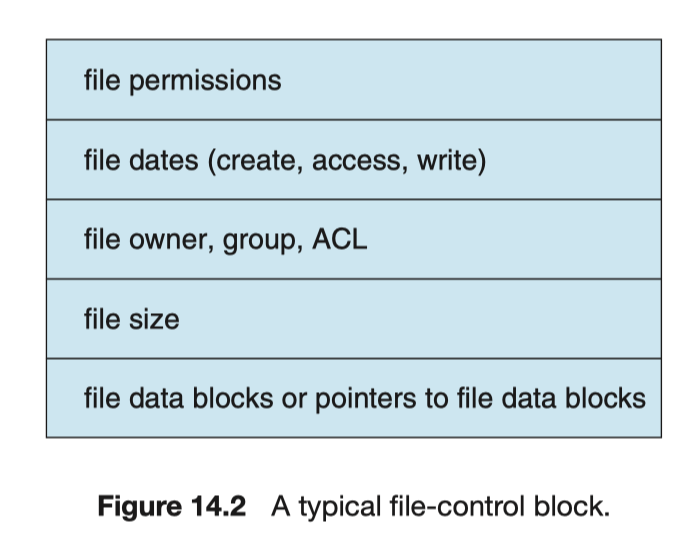 file permissions
file dates (create, access, write)
file owner, group, ACL
file size
file data blocks or pointers to file data blocks
Figure 14.2 A typical file-control block.